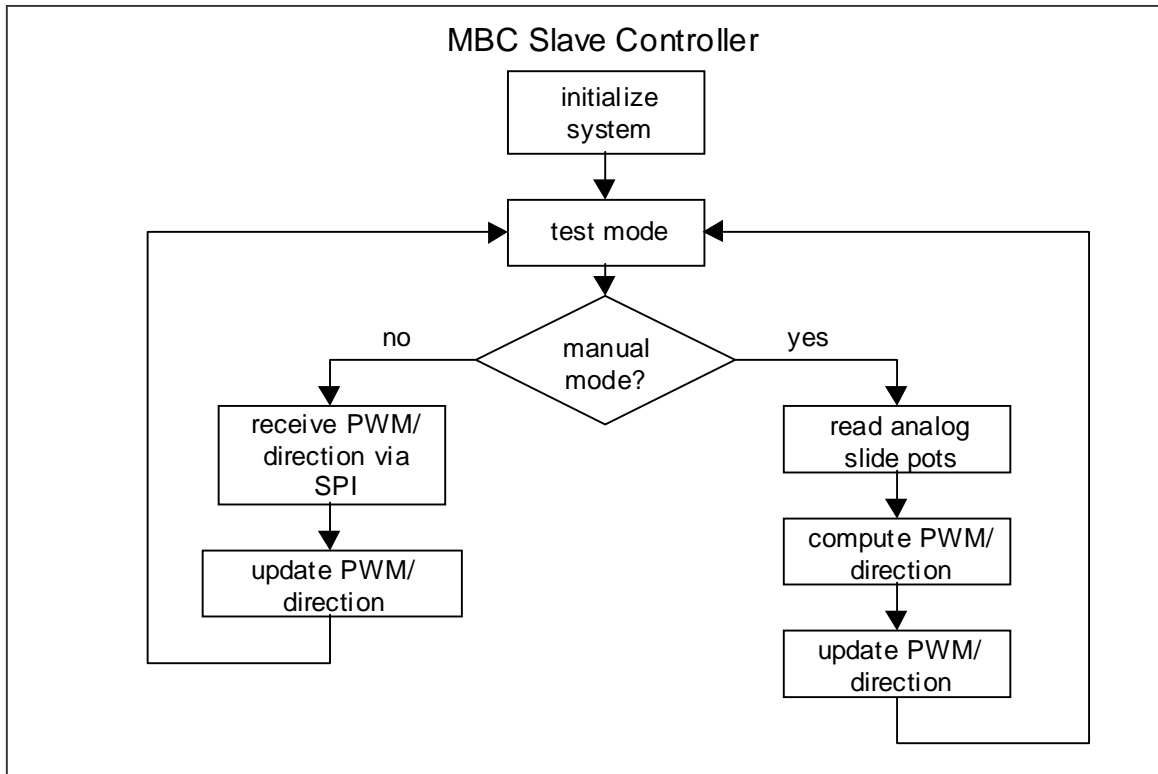 MBC Slave Controller
initialize
system
test mode
manual
mode?
no
yes
receive PWM/
direction via
SPI
update PWM/
direction
read analog
slide pots
compute PWM/
direction
update PWM/
direction